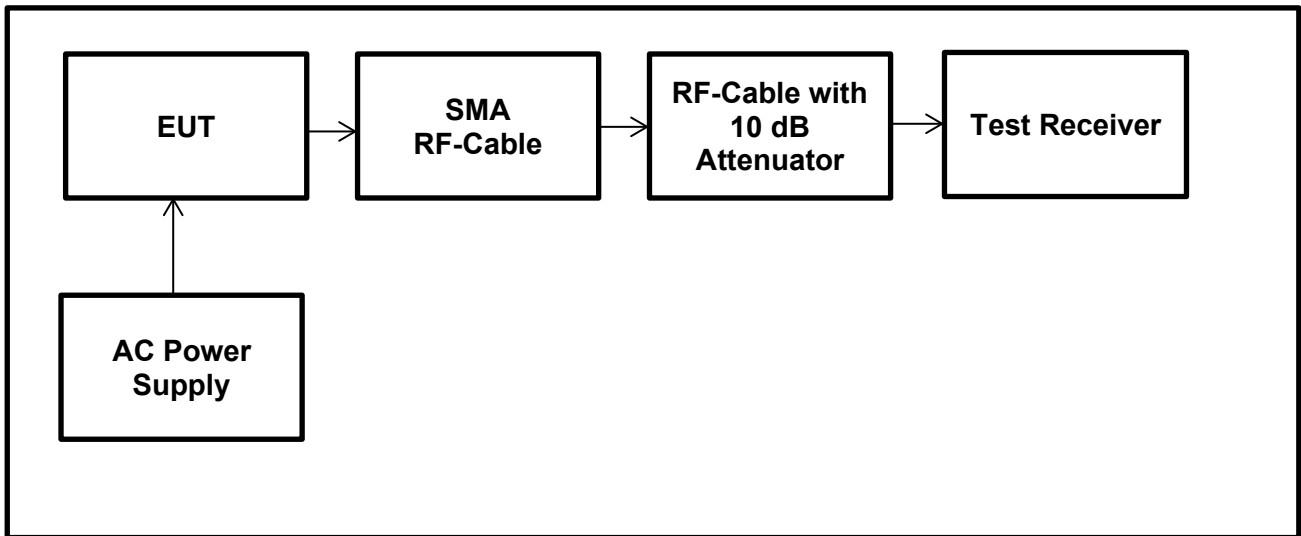 EUT
SMA
RF-Cable
RF-Cable with
10 dB
Attenuator
Test Receiver
AC Power
Supply